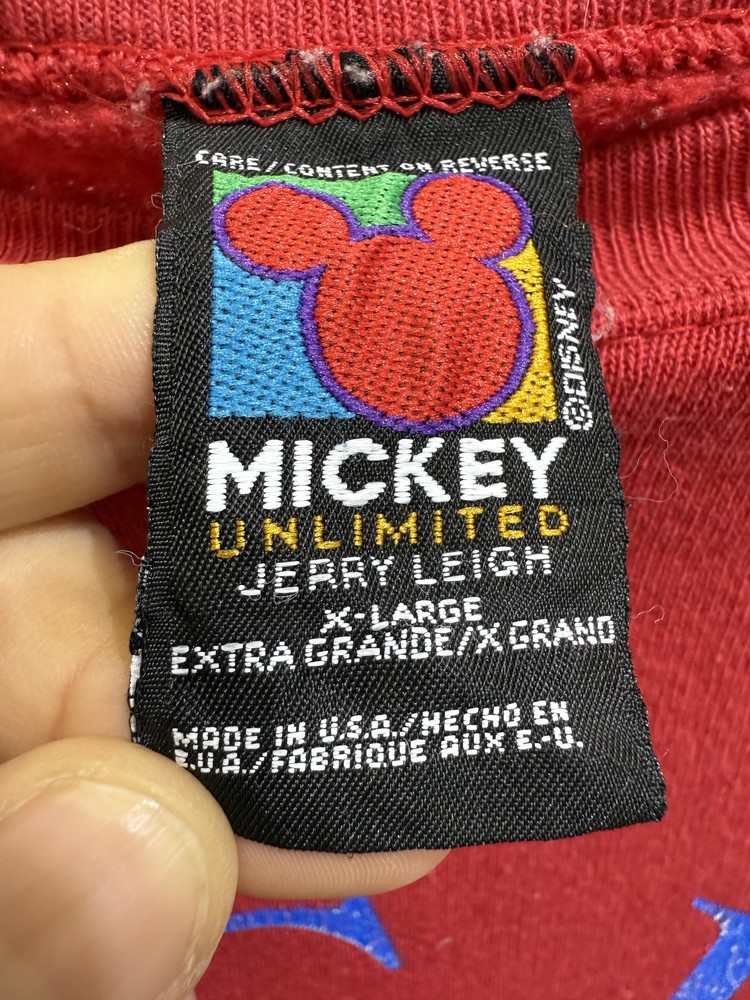 CARE / CONTENT ON REVERSE
©DISNEY
MICKEY
UNLIMITED
JERRY LEIGH
X-LARGE
EXTRA GRANDE/X GRAND
MADE IN U.S.A./HECHO EN
E.U.A./FABRIQUE AUX E.-U.